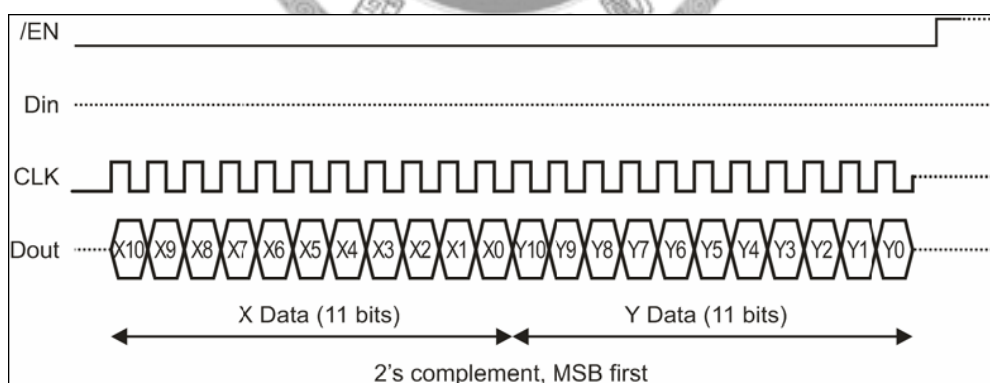 /EN
Din
CLK
Dout X10 X9 X8 X7 X6 X5 X4 X3 X2 X1 X0 Y10 Y9 Y8 Y7 Y6 Y5 Y4 Y3 Y2 Y1 Y0
X Data (11 bits) Y Data (11 bits)
2's complement, MSB first